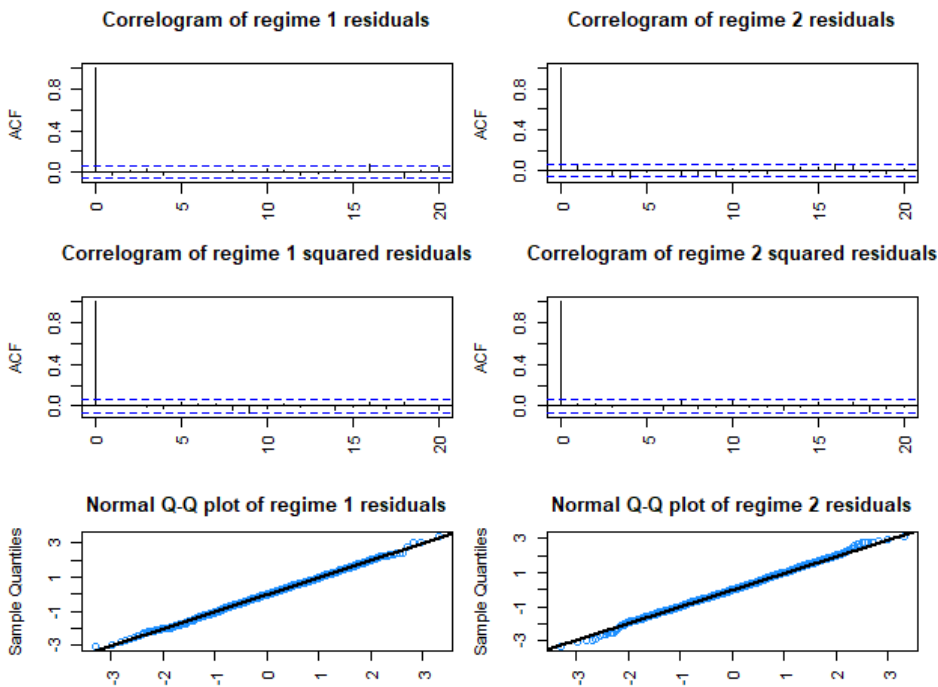 Correlogram of regime 1 residuals
ACF
0.0 0.4 0.8
0 5 10 15 20
Correlogram of regime 2 residuals
ACF
0.0 0.4 0.8
0 5 10 15 20
Correlogram of regime 1 squared residuals
ACF
0.0 0.4 0.8
0 5 10 15 20
Correlogram of regime 2 squared residuals
ACF
0.0 0.4 0.8
0 5 10 15 20
Normal Q-Q plot of regime 1 residuals
Sample Quantiles
-3 -1 1 3
-3 -2 -1 0 1 2 3
Normal Q-Q plot of regime 2 residuals
Sample Quantiles
-3 -1 1 3
-3 -2 -1 0 1 2 3